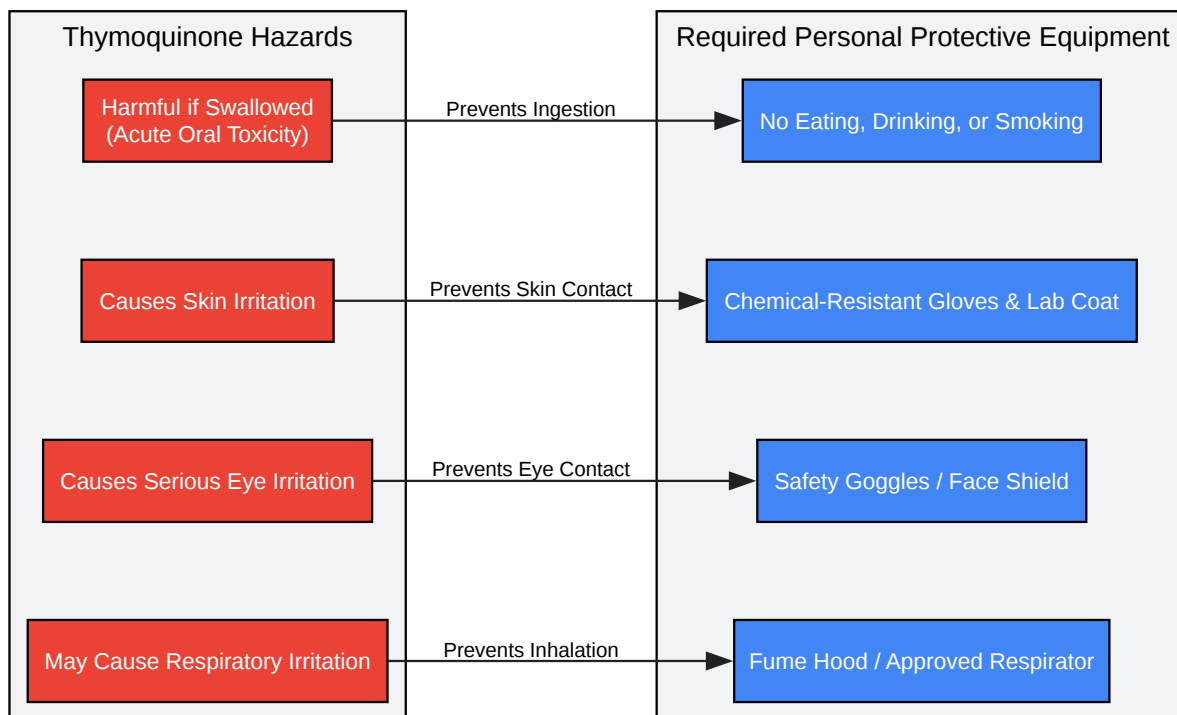 Thymoquinone Hazards
Required Personal Protective Equipment
Harmful if Swallowed
(Acute Oral Toxicity)
Prevents Ingestion
No Eating, Drinking, or Smoking
Causes Skin Irritation
Prevents Skin Contact
Chemical-Resistant Gloves & Lab Coat
Causes Serious Eye Irritation
Prevents Eye Contact
Safety Goggles / Face Shield
May Cause Respiratory Irritation
Prevents Inhalation
Fume Hood / Approved Respirator